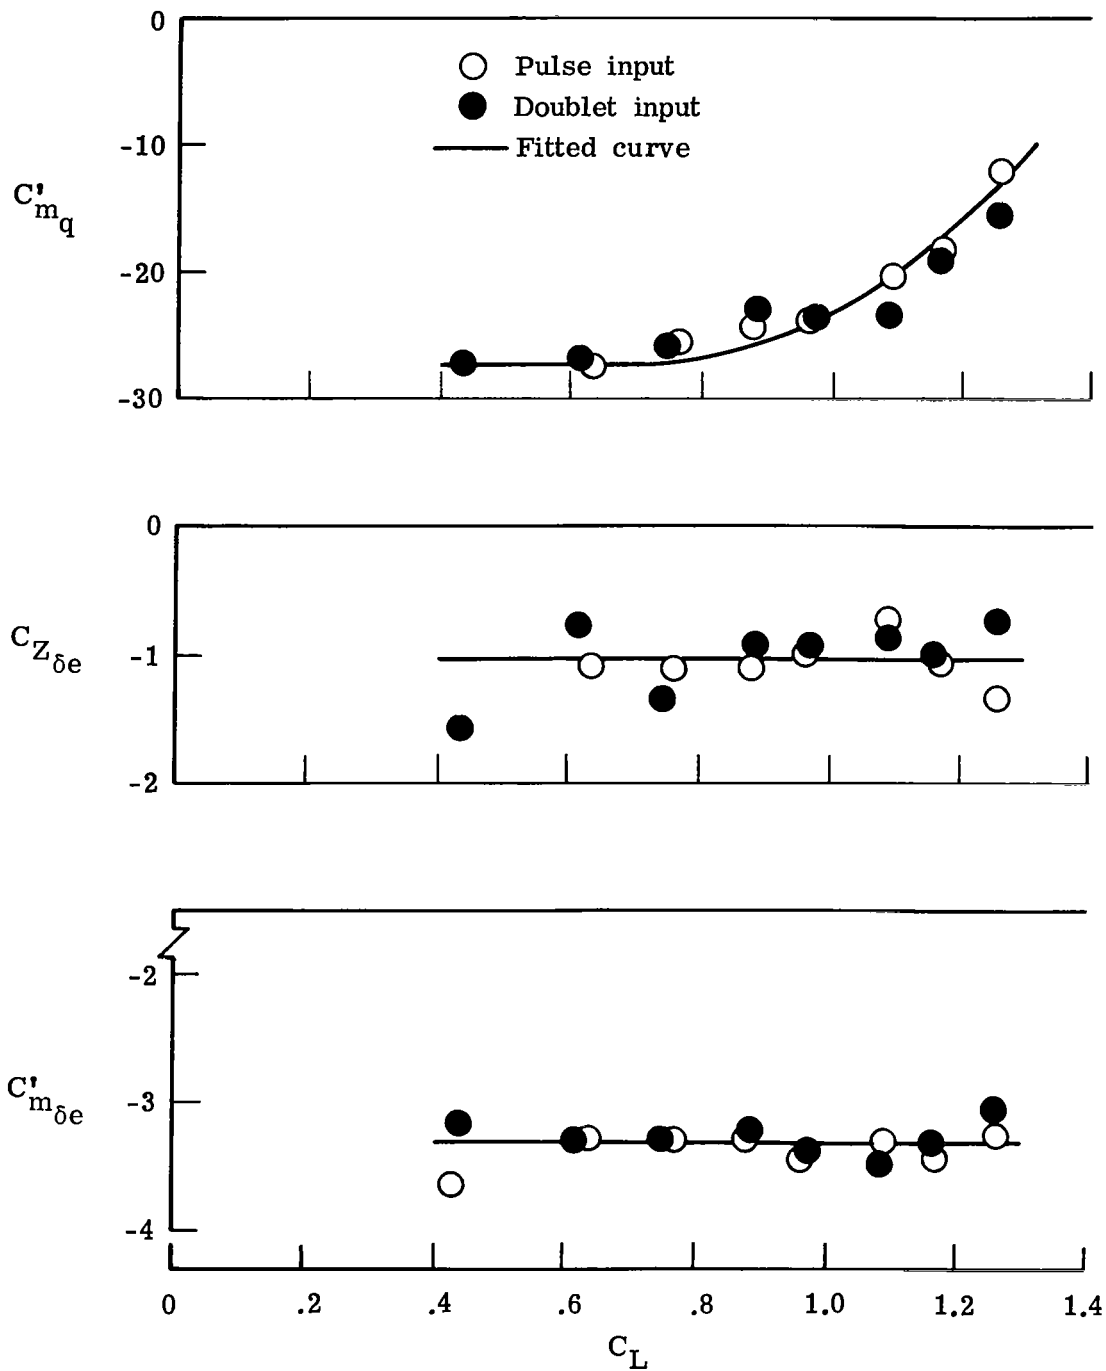 0
Pulse input
Doublet input
Fitted curve
-10
C'mq
-20
-30
0
CZδe
-1
-2
-2
C'mδe
-3
-4
0 .2 .4 .6 .8 1.0 1.2 1.4
CL